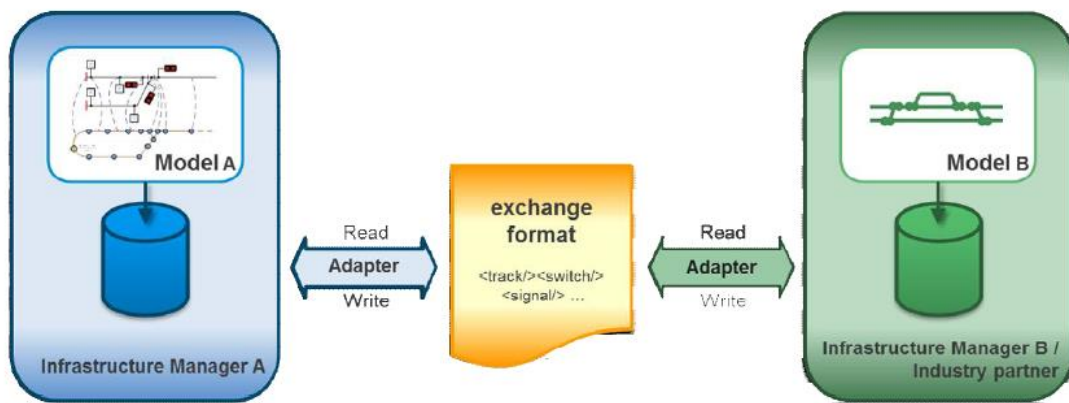 Model A
Infrastructure Manager A
Read
Adapter
Write
exchange
format
<track/><switch/>
<signal/> ...
Read
Adapter
Write
Model B
Infrastructure Manager B /
Industry partner